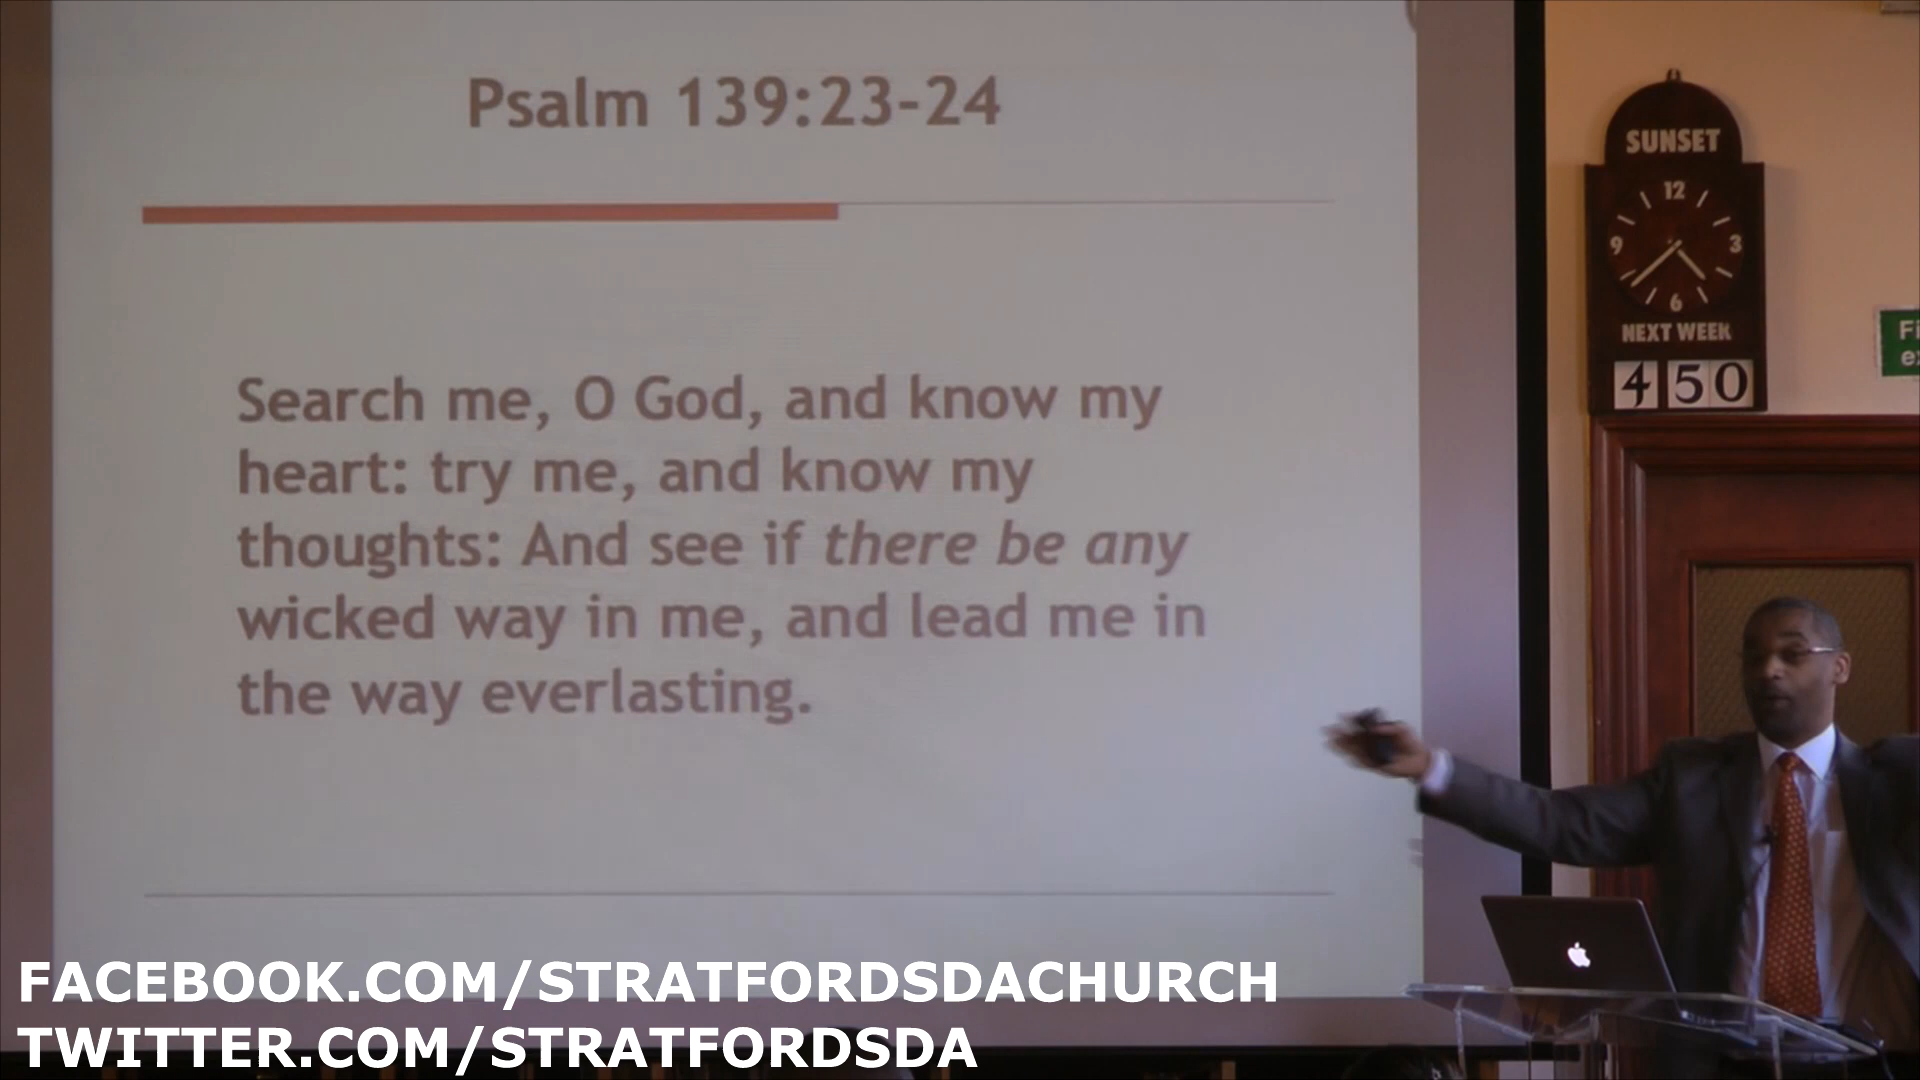 Psalm 139:23-24
Search me, O God, and know my
heart: try me, and know my
thoughts: And see if there be any
wicked way in me, and lead me in
the way everlasting.
SUNSET
12
9 3
6
NEXT WEEK
4 50
FACEBOOK.COM/STRATFORDSDACHURCH
TWITTER.COM/STRATFORDSDA